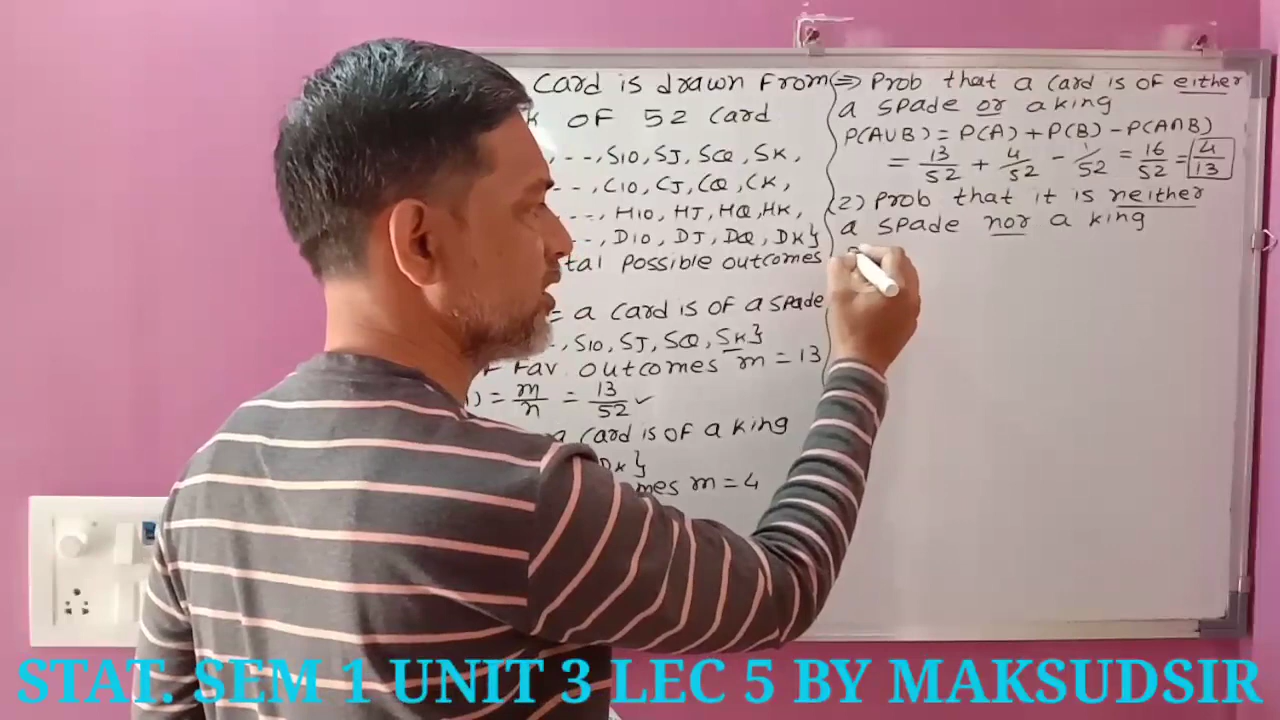 Card is drawn from
OF 52 Card
- -, S10, SJ, SQ, SK,
- -, C10, CJ, CQ, CK,
- -, H10, HJ, HQ, HK,
- -, D10, DJ, DQ, DK}
tal possible outcomes
= a card is of a spade
-, S10, SJ, SQ, SK}
Fav. outcomes m = 13
) = m/n = 13/52 ✓
a card is of a king
DK}
mes m = 4
⇒ Prob that a card is of either
a spade or a king
P(A∪B) = P(A) + P(B) - P(A∩B)
= 13/52 + 4/52 - 1/52 = 16/52 = 4/13
(2) Prob that it is neither
a spade nor a king
STAT. SEM 1 UNIT 3 LEC 5 BY MAKSUDSIR